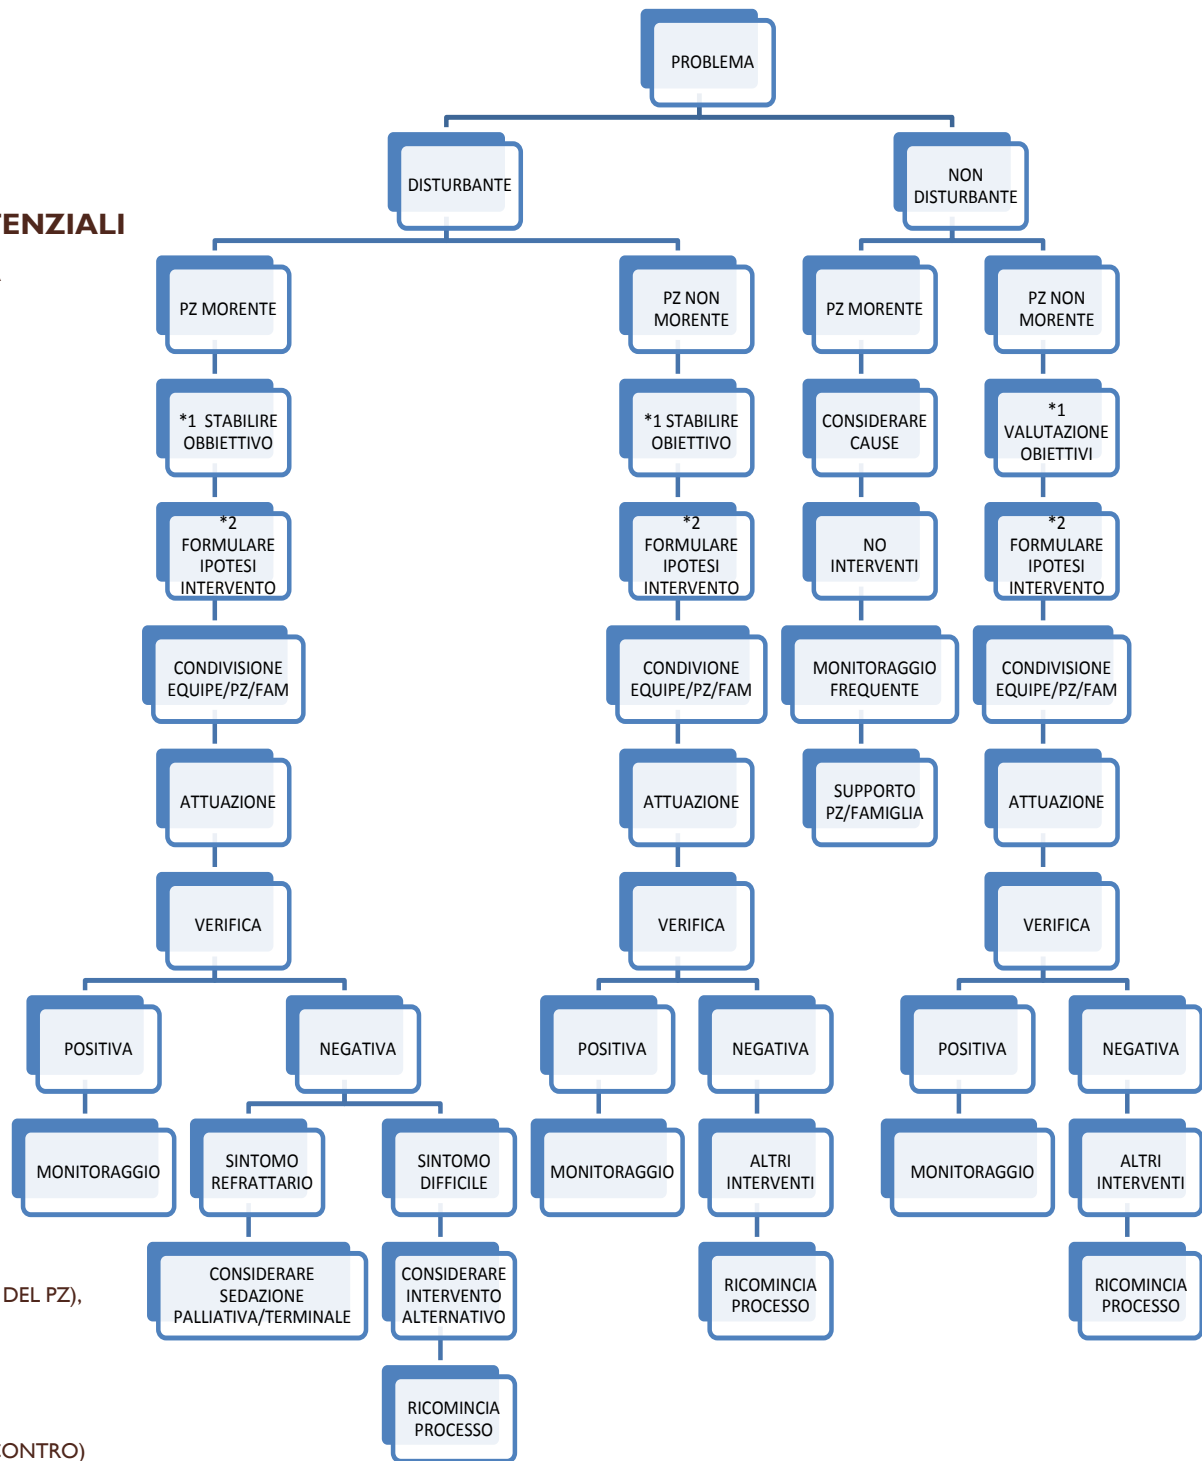 PROBLEMA
DISTURBANTE
NON
DISTURBANTE
TENZIALI
PZ MORENTE
PZ NON
MORENTE
PZ MORENTE
PZ NON
MORENTE
*1 STABILIRE
OBBIETTIVO
*1 STABILIRE
OBIETTIVO
CONSIDERARE
CAUSE
*1
VALUTAZIONE
OBIETTIVI
*2
FORMULARE
IPOTESI
INTERVENTO
*2
FORMULARE
IPOTESI
INTERVENTO
NO
INTERVENTI
*2
FORMULARE
IPOTESI
INTERVENTO
CONDIVISIONE
EQUIPE/PZ/FAM
CONDIVIONE
EQUIPE/PZ/FAM
MONITORAGGIO
FREQUENTE
CONDIVISIONE
EQUIPE/PZ/FAM
ATTUAZIONE
ATTUAZIONE
SUPPORTO
PZ/FAMIGLIA
ATTUAZIONE
VERIFICA
VERIFICA
VERIFICA
POSITIVA
NEGATIVA
POSITIVA
NEGATIVA
POSITIVA
NEGATIVA
MONITORAGGIO
SINTOMO
REFRATTARIO
SINTOMO
DIFFICILE
MONITORAGGIO
ALTRI
INTERVENTI
MONITORAGGIO
ALTRI
INTERVENTI
DEL PZ),
CONSIDERARE
SEDAZIONE
PALLIATIVA/TERMINALE
CONSIDERARE
INTERVENTO
ALTERNATIVO
RICOMINCIA
PROCESSO
RICOMINCIA
PROCESSO
RICOMINCIA
PROCESSO
CONTRO)